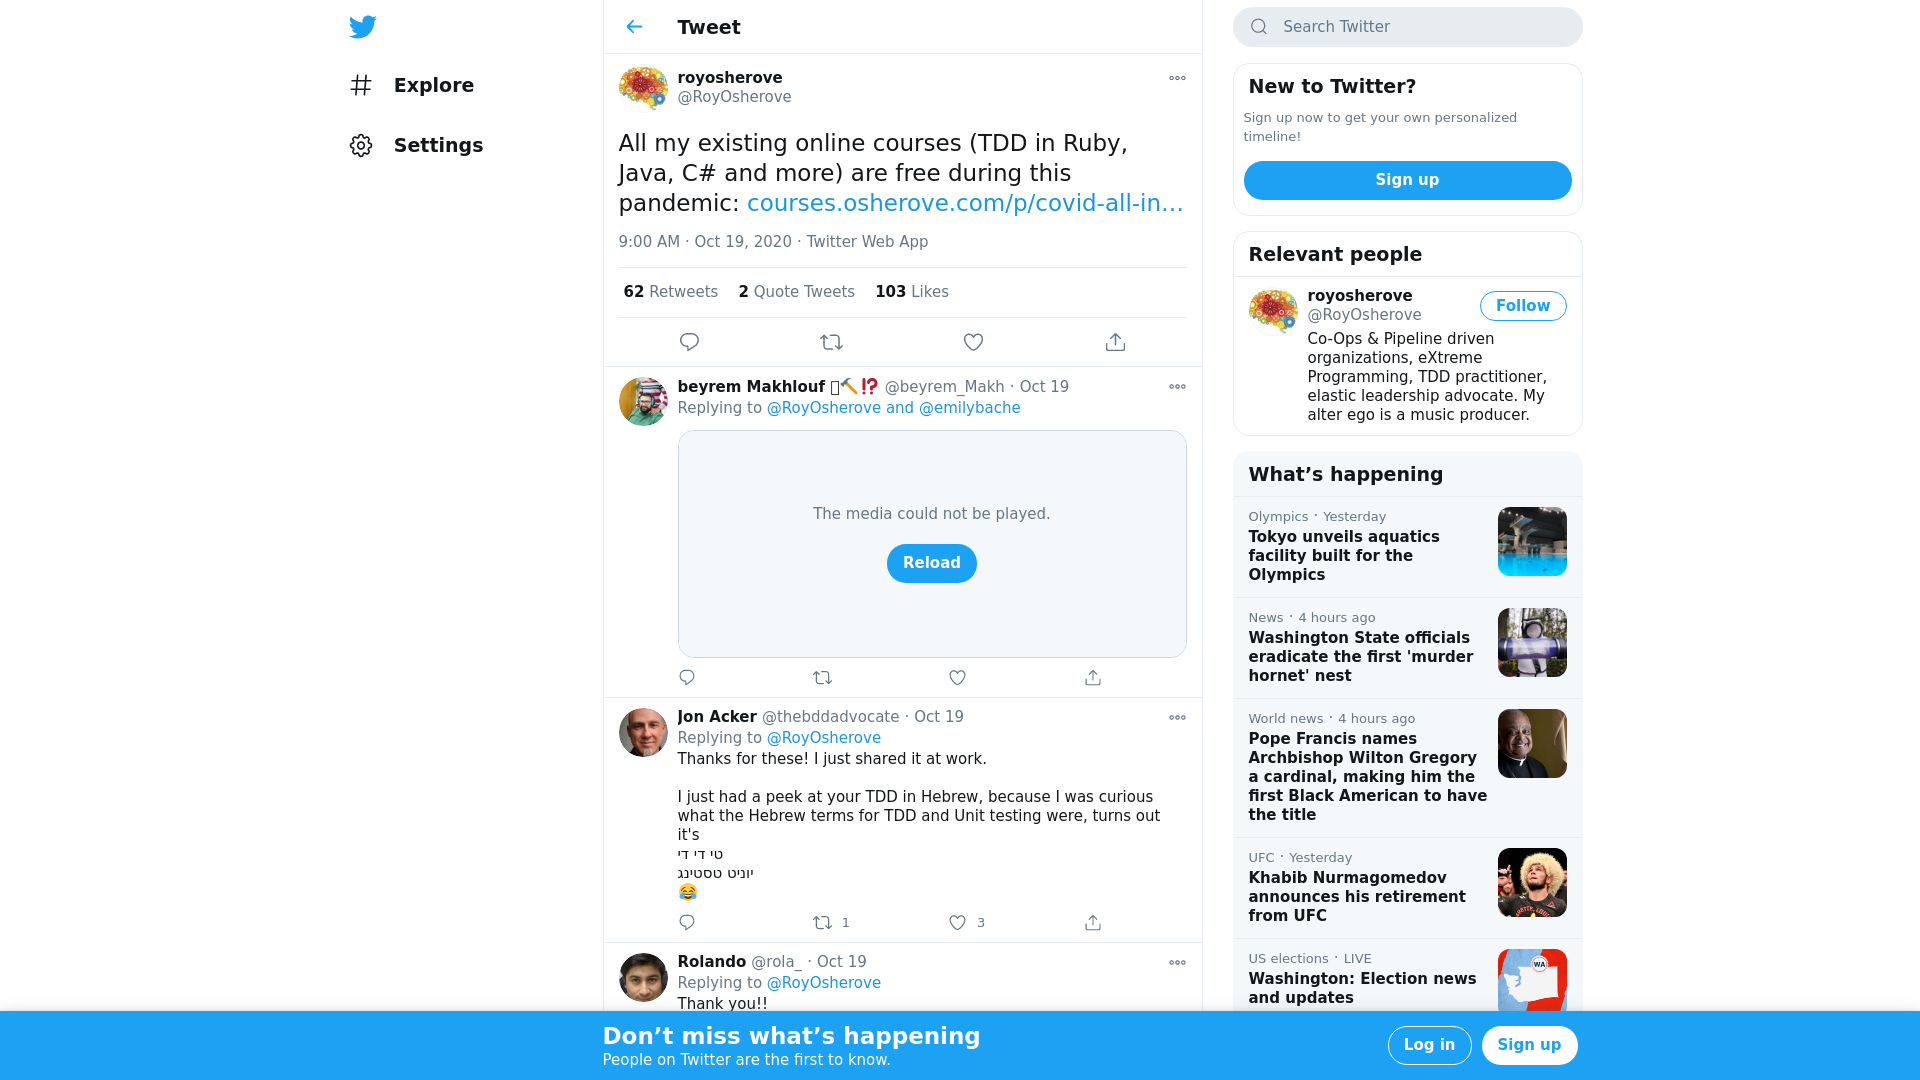 Explore
Settings
Tweet
royosherove
@RoyOsherove
All my existing online courses (TDD in Ruby,
Java, C# and more) are free during this
pandemic: courses.osherove.com/p/covid-all-in…
9:00 AM · Oct 19, 2020 · Twitter Web App
62 Retweets 2 Quote Tweets 103 Likes
beyrem Makhlouf 🔨⁉️ @beyrem_Makh · Oct 19
Replying to @RoyOsherove and @emilybache
The media could not be played.
Reload
Jon Acker @thebddadvocate · Oct 19
Replying to @RoyOsherove
Thanks for these! I just shared it at work.
I just had a peek at your TDD in Hebrew, because I was curious
what the Hebrew terms for TDD and Unit testing were, turns out
it's
טי די די
יוניט טסטינג
😂
1 3
Rolando @rola_ · Oct 19
Replying to @RoyOsherove
Thank you!!
Search Twitter
New to Twitter?
Sign up now to get your own personalized
timeline!
Sign up
Relevant people
royosherove
@RoyOsherove
Follow
Co-Ops & Pipeline driven
organizations, eXtreme
Programming, TDD practitioner,
elastic leadership advocate. My
alter ego is a music producer.
What’s happening
Olympics · Yesterday
Tokyo unveils aquatics
facility built for the
Olympics
News · 4 hours ago
Washington State officials
eradicate the first 'murder
hornet' nest
World news · 4 hours ago
Pope Francis names
Archbishop Wilton Gregory
a cardinal, making him the
first Black American to have
the title
UFC · Yesterday
Khabib Nurmagomedov
announces his retirement
from UFC
US elections · LIVE
Washington: Election news
and updates
WA
Don’t miss what’s happening
People on Twitter are the first to know.
Log in
Sign up